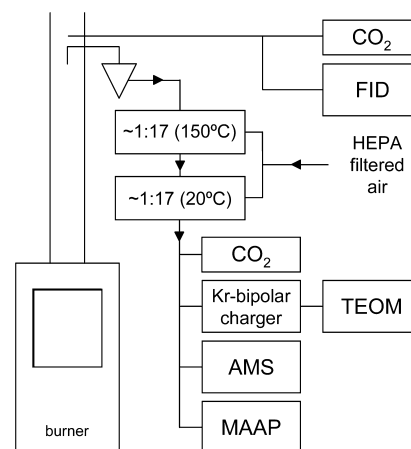 CO₂
FID
~1:17 (150ºC)
HEPA
filtered
air
~1:17 (20ºC)
CO₂
Kr-bipolar
charger
TEOM
AMS
MAAP
burner